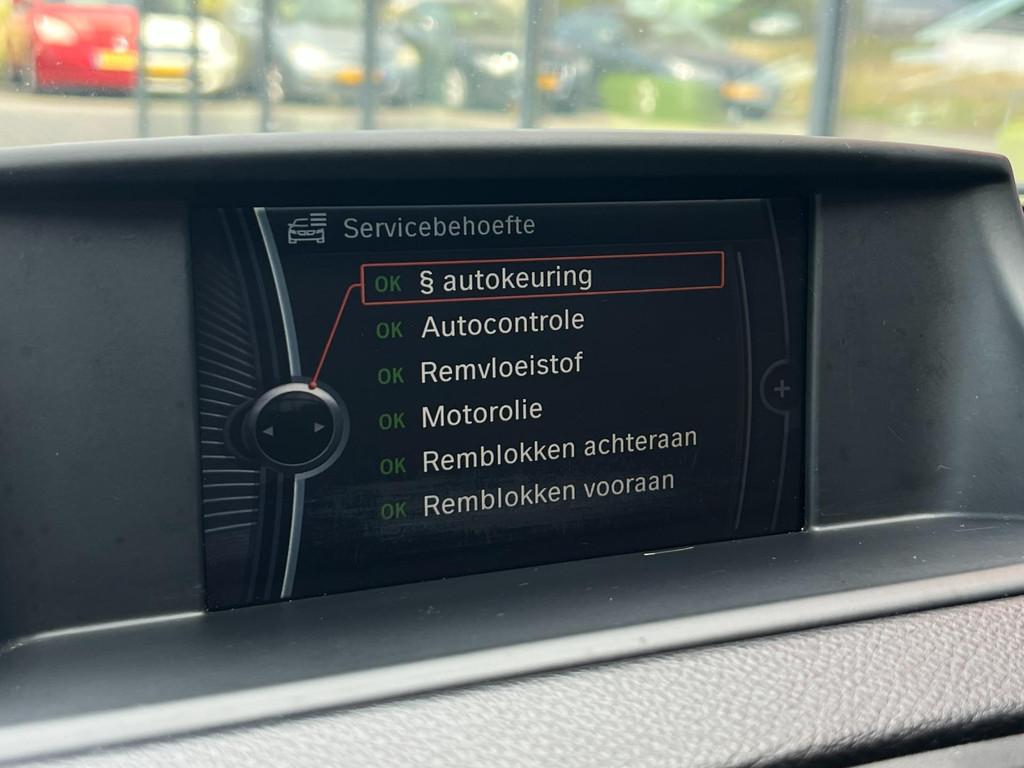 Servicebehoefte
OK § autokeuring
OK Autocontrole
OK Remvloeistof
OK Motorolie
OK Remblokken achteraan
OK Remblokken vooraan